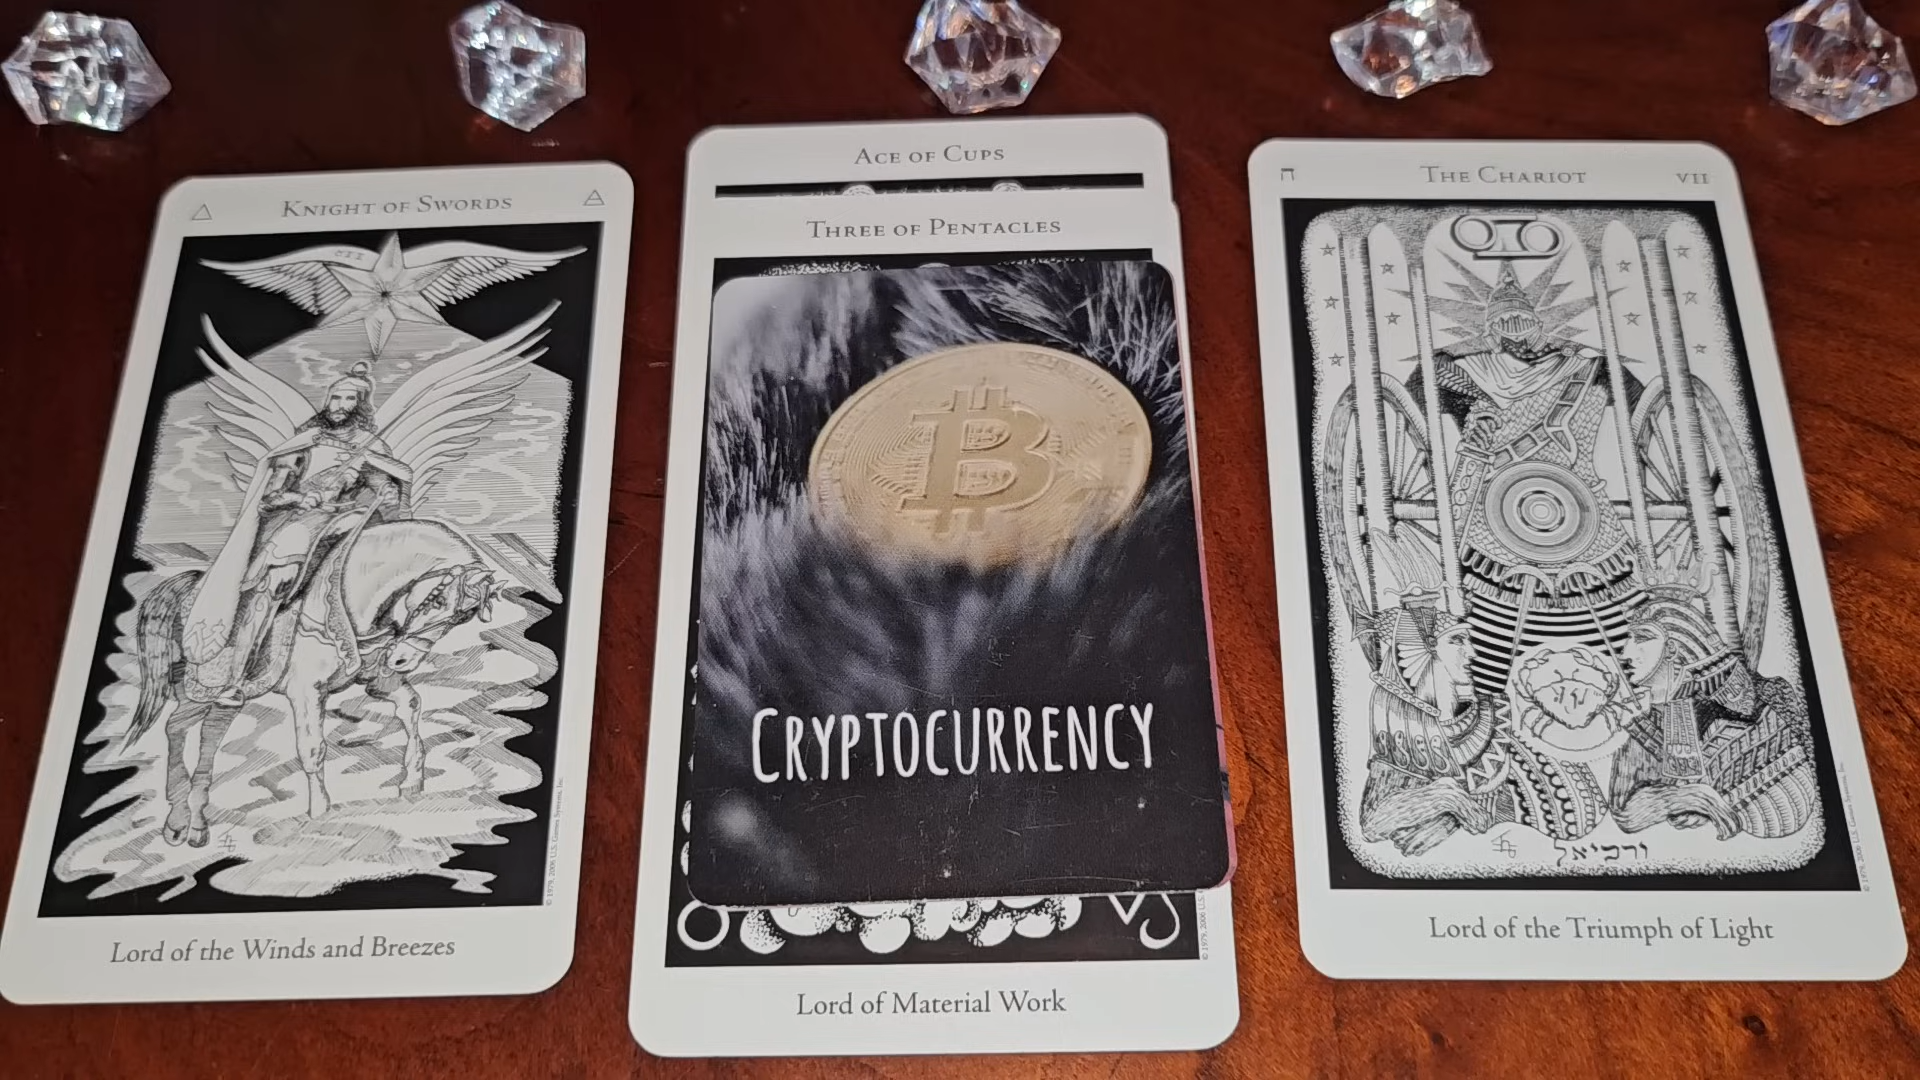 Knight of Swords
Lord of the Winds and Breezes
Ace of Cups
Three of Pentacles
Cryptocurrency
Lord of Material Work
The Chariot VII
ורכיאל
Lord of the Triumph of Light